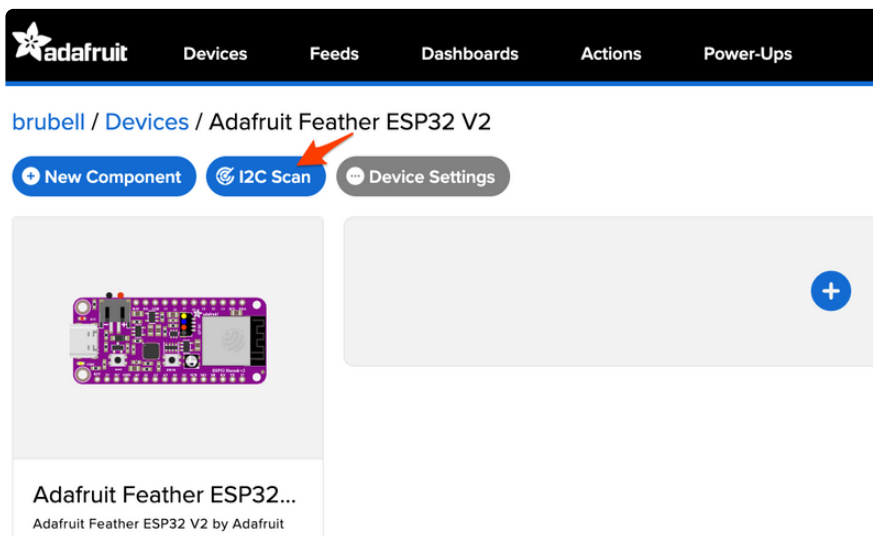 adafruit Devices Feeds Dashboards Actions Power-Ups
brubell / Devices / Adafruit Feather ESP32 V2
New Component I2C Scan Device Settings
Adafruit Feather ESP32...
Adafruit Feather ESP32 V2 by Adafruit